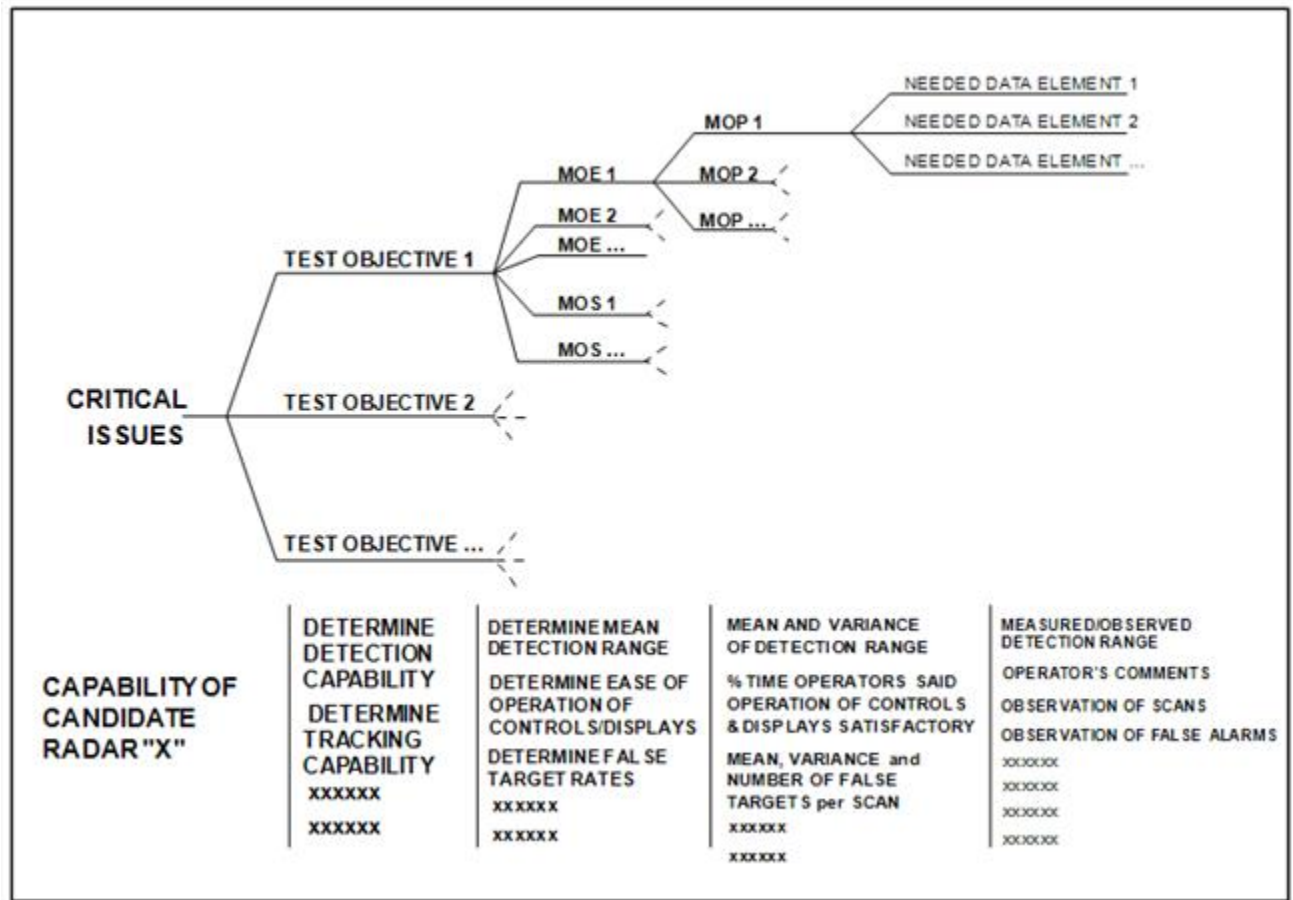 NEEDED DATA ELEMENT 1
MOP 1
NEEDED DATA ELEMENT 2
NEEDED DATA ELEMENT ...
MOE 1
MOP 2
MOE 2
MOP ...
MOE ...
TEST OBJECTIVE 1
MOS 1
MOS ...
CRITICAL
ISSUES
TEST OBJECTIVE 2
TEST OBJECTIVE ...
CAPABILITY OF
CANDIDATE
RADAR "X"
DETERMINE
DETECTION
CAPABILITY
DETERMINE
TRACKING
CAPABILITY
xxxxxx
xxxxxx
DETERMINE MEAN
DETECTION RANGE
DETERMINE EASE OF
OPERATION OF
CONTROLS/DISPLAYS
DETERMINE FALSE
TARGET RATES
xxxxxx
xxxxxx
MEAN AND VARIANCE
OF DETECTION RANGE
% TIME OPERATORS SAID
OPERATION OF CONTROLS
& DISPLAYS SATISFACTORY
MEAN, VARIANCE and
NUMBER OF FALSE
TARGETS per SCAN
xxxxxx
xxxxxx
MEASURED/OBSERVED
DETECTION RANGE
OPERATOR'S COMMENTS
OBSERVATION OF SCANS
OBSERVATION OF FALSE ALARMS
xxxxxx
xxxxxx
xxxxxx
xxxxxx